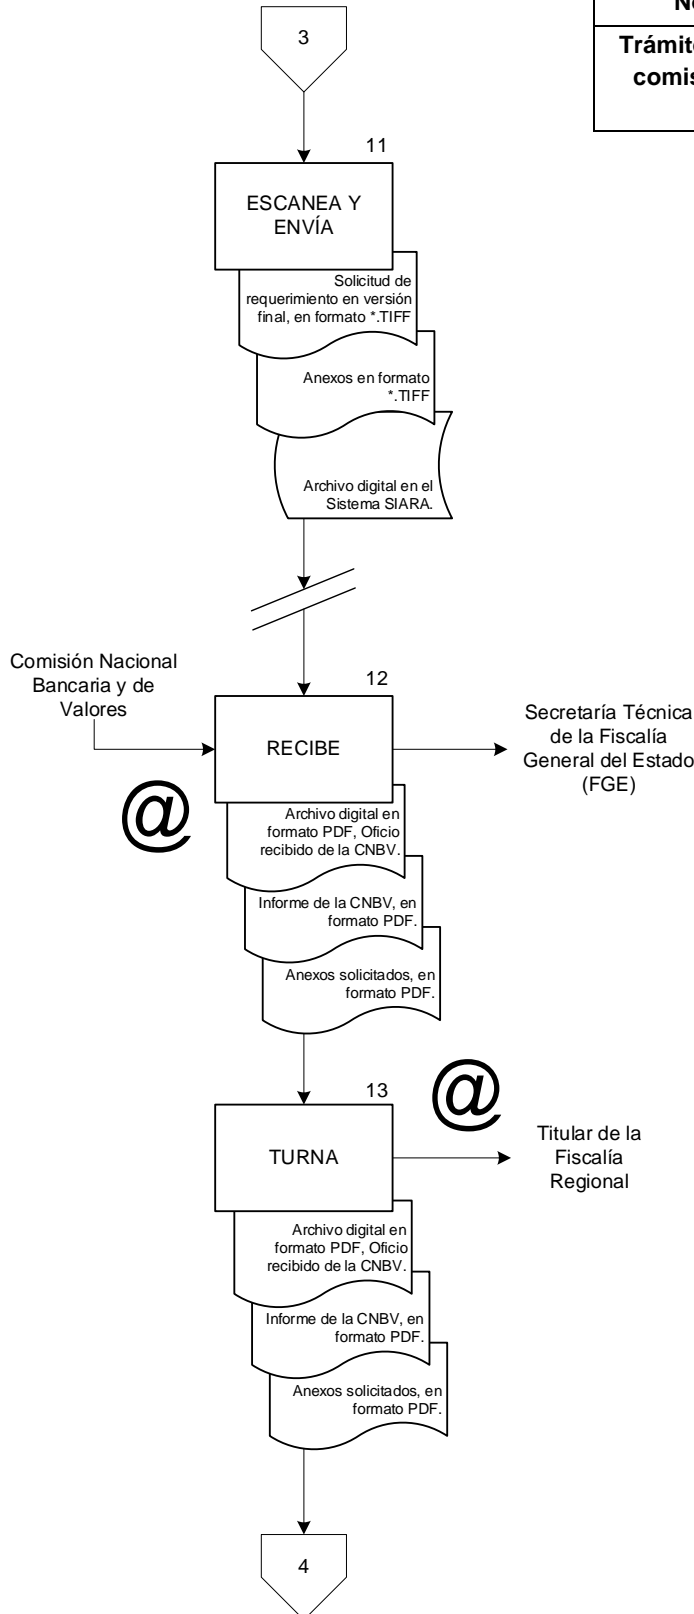 3
Trámite
comis
11
ESCANEA Y
ENVÍA
Solicitud de
requerimiento en versión
final, en formato *.TIFF
Anexos en formato
*.TIFF
Archivo digital en el
Sistema SIARA.
Comisión Nacional
Bancaria y de
Valores
12
RECIBE
Secretaría Técnica
de la Fiscalía
General del Estado
(FGE)
@
Archivo digital en
formato PDF, Oficio
recibido de la CNBV.
Informe de la CNBV, en
formato PDF.
Anexos solicitados, en
formato PDF.
13
@
TURNA
Titular de la
Fiscalía
Regional
Archivo digital en
formato PDF, Oficio
recibido de la CNBV.
Informe de la CNBV, en
formato PDF.
Anexos solicitados, en
formato PDF.
4